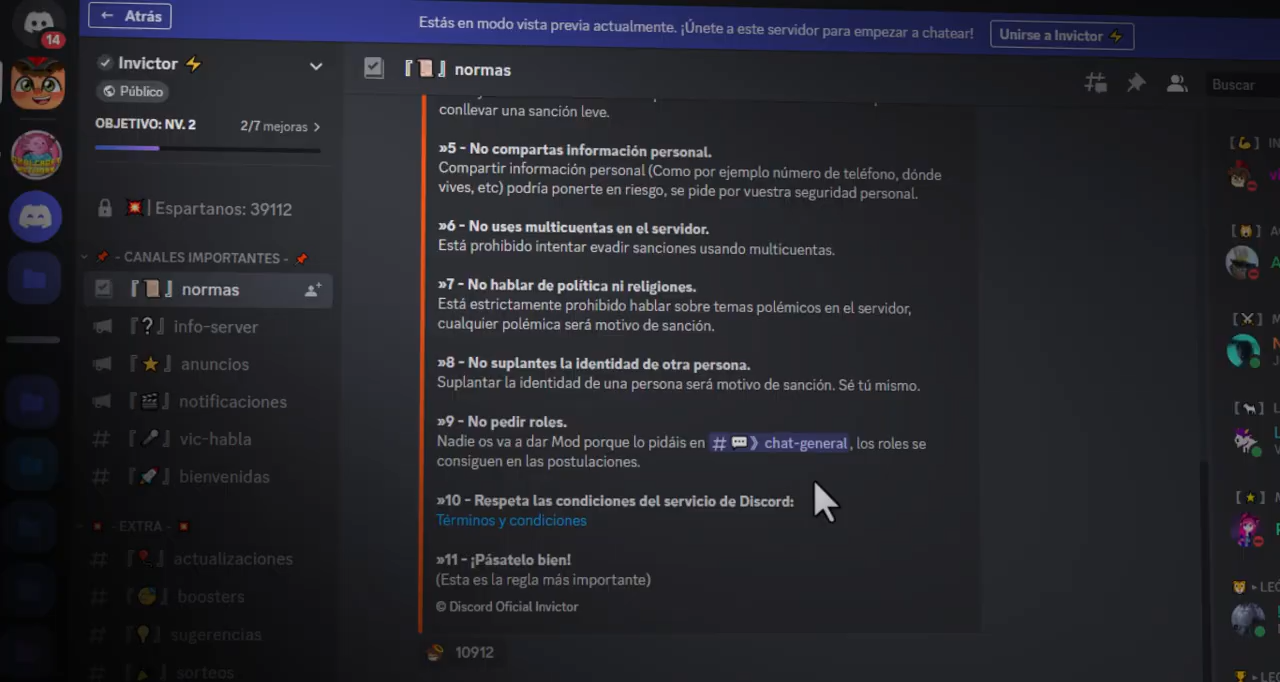 ← Atrás
Estás en modo vista previa actualmente. ¡Únete a este servidor para empezar a chatear!
Unirse a Invictor ⚡
14
Invictor ⚡
Público
OBJETIVO: NV. 2
2/7 mejoras >
💥 | Espartanos: 39112
📌 - CANALES IMPORTANTES - 📌
『📜』 normas
『❓』 info-server
『⭐』 anuncios
『🎬』 notificaciones
『🎤』 vic-habla
『🚀』 bienvenidas
💥 - EXTRA - 💥
『📍』 actualizaciones
『😴』 boosters
『💡』 sugerencias
sorteos
『📜』 normas
Buscar
conllevar una sanción leve.
»5 - No compartas información personal.
Compartir información personal (Como por ejemplo número de teléfono, dónde
vives, etc) podría ponerte en riesgo, se pide por vuestra seguridad personal.
»6 - No uses multicuentas en el servidor.
Está prohibido intentar evadir sanciones usando multicuentas.
»7 - No hablar de política ni religiones.
Está estrictamente prohibido hablar sobre temas polémicos en el servidor,
cualquier polémica será motivo de sanción.
»8 - No suplantes la identidad de otra persona.
Suplantar la identidad de una persona será motivo de sanción. Sé tú mismo.
»9 - No pedir roles.
Nadie os va a dar Mod porque lo pidáis en # 💬》chat-general, los roles se
consiguen en las postulaciones.
»10 - Respeta las condiciones del servicio de Discord:
Términos y condiciones
»11 - ¡Pásatelo bien!
(Esta es la regla más importante)
© Discord Oficial Invictor
10912